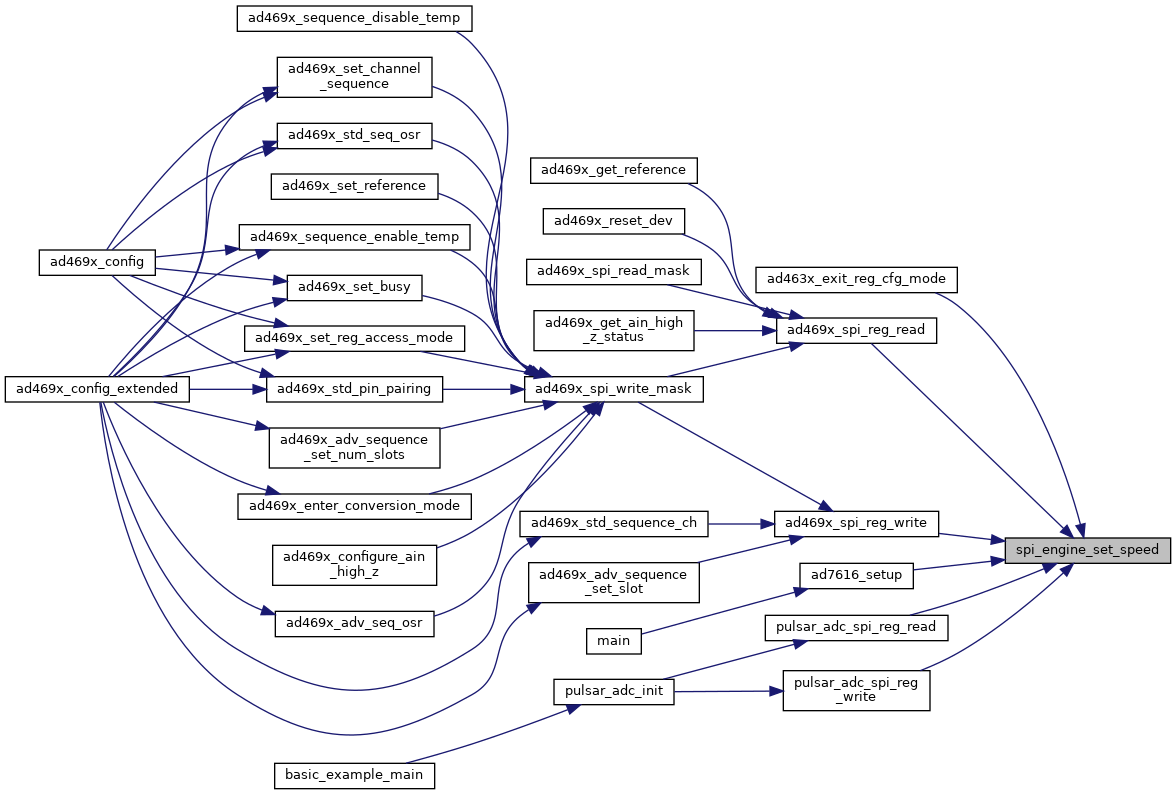 ad469x_sequence_disable_temp
ad469x_set_channel
_sequence
ad469x_std_seq_osr
ad469x_get_reference
ad469x_set_reference
ad469x_reset_dev
ad469x_sequence_enable_temp
ad469x_config
ad469x_spi_read_mask
ad463x_exit_reg_cfg_mode
ad469x_set_busy
ad469x_get_ain_high
_z_status
ad469x_spi_reg_read
ad469x_set_reg_access_mode
ad469x_config_extended
ad469x_std_pin_pairing
ad469x_spi_write_mask
ad469x_adv_sequence
_set_num_slots
ad469x_enter_conversion_mode
ad469x_std_sequence_ch
ad469x_spi_reg_write
spi_engine_set_speed
ad469x_configure_ain
_high_z
ad469x_adv_sequence
_set_slot
ad7616_setup
ad469x_adv_seq_osr
main
pulsar_adc_spi_reg_read
pulsar_adc_init
pulsar_adc_spi_reg
_write
basic_example_main